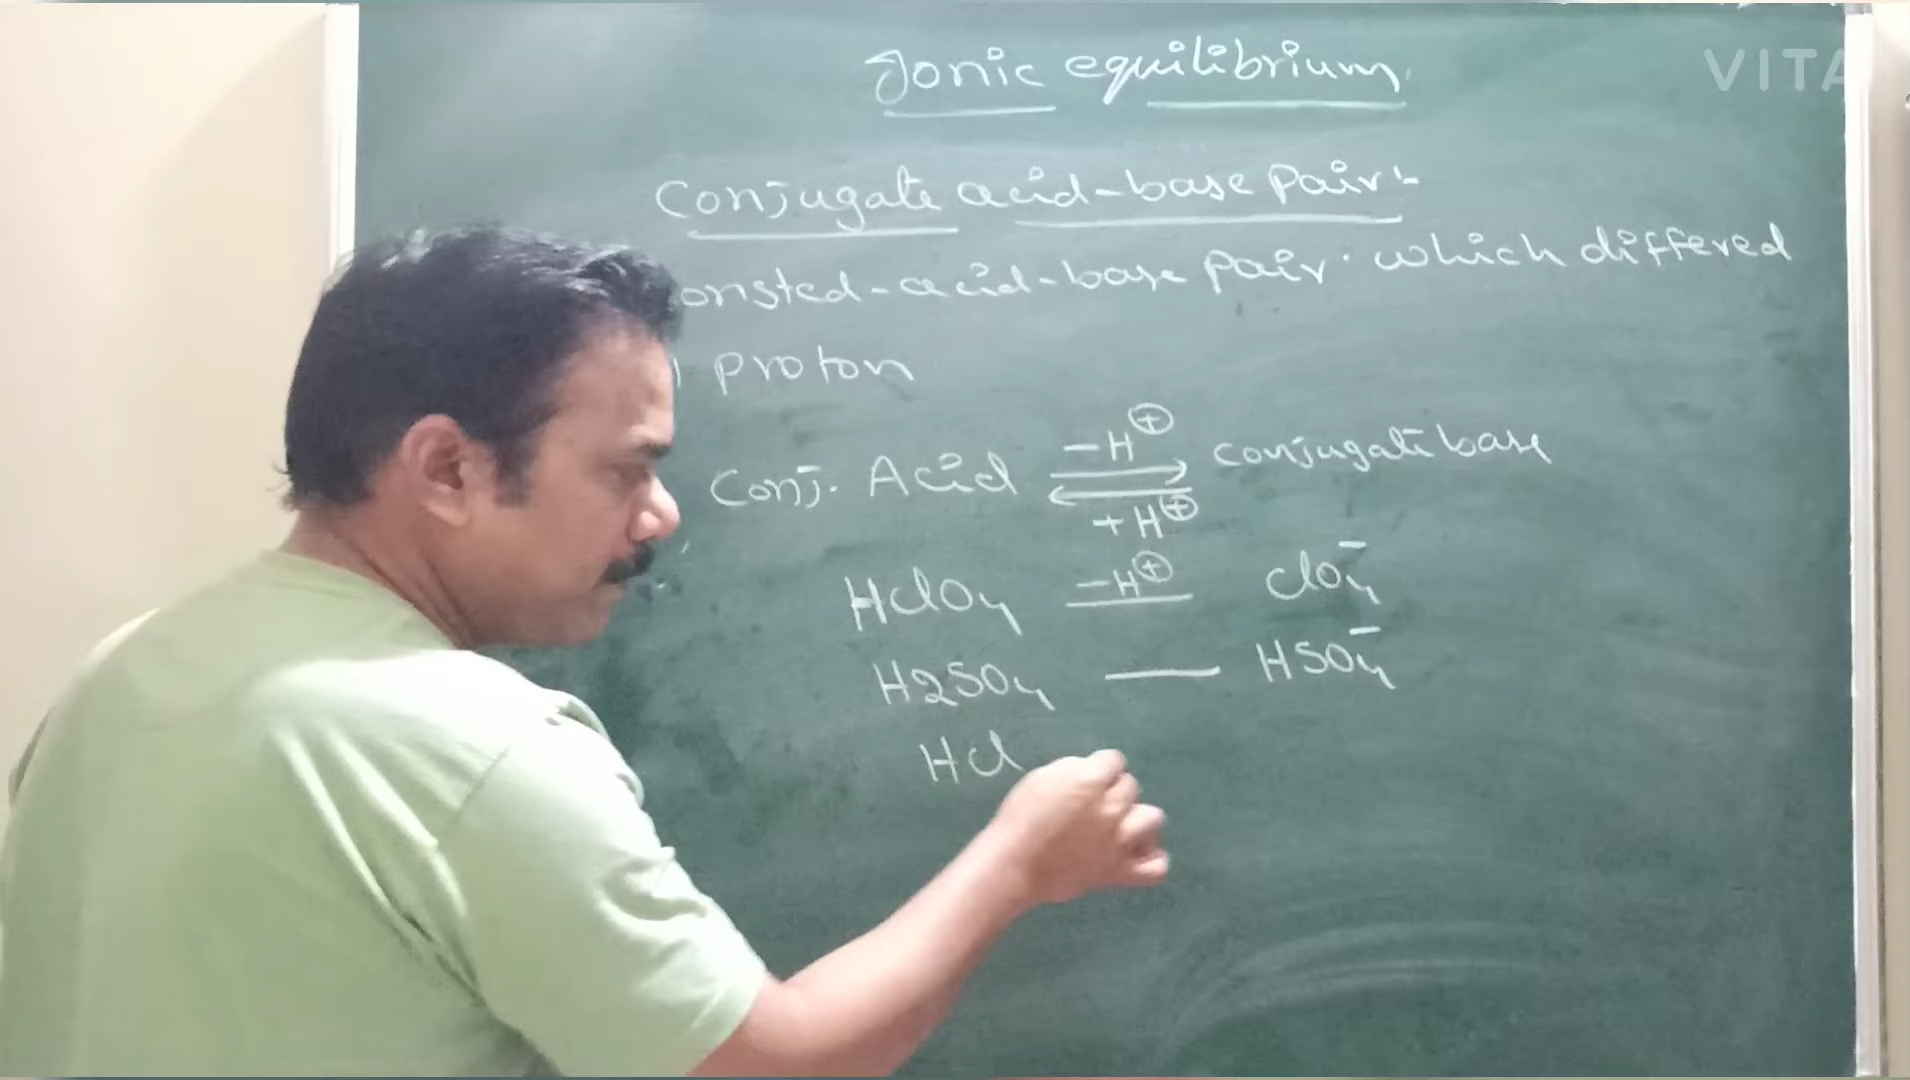 VITA
Ionic equilibrium
Conjugate acid-base pair:-
onsted-acid-base pair. which differed
proton
-H⊕
Conj. Acid ⇌ conjugate base
+H⊕
-H⊕
HClO4 — ClO4⁻
H2SO4 — HSO4⁻
HCl